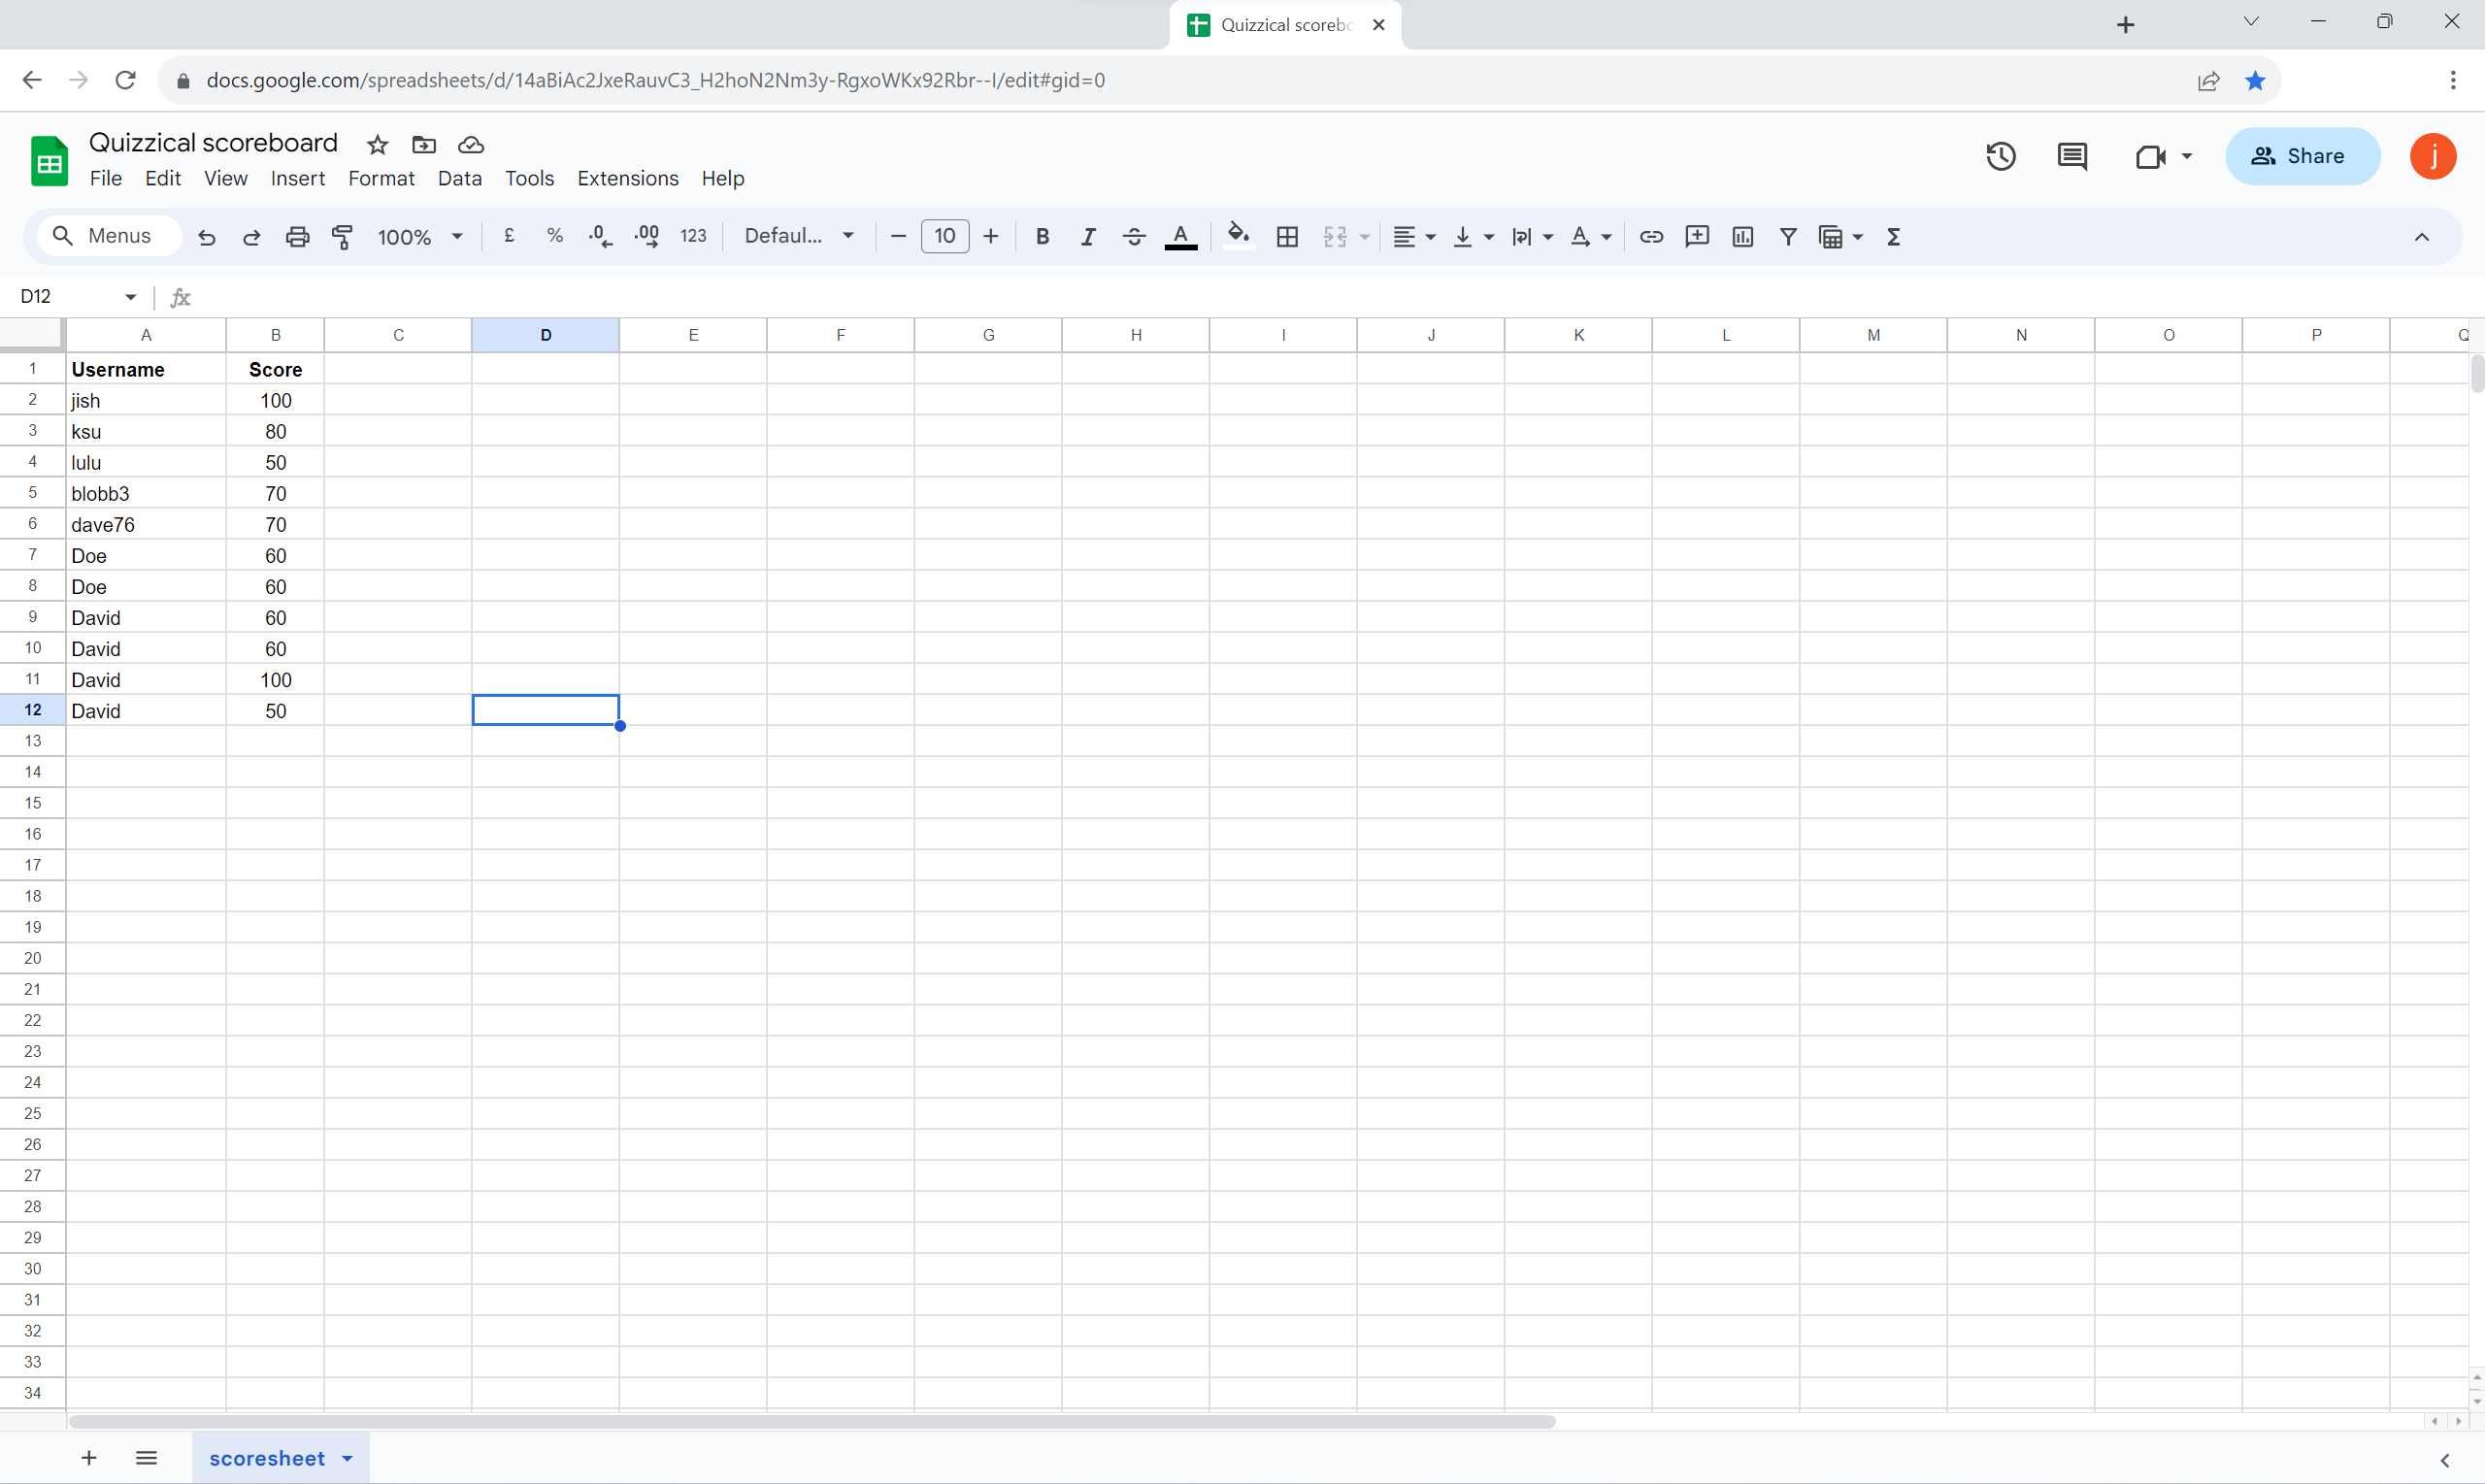 Quizzical scorebo
docs.google.com/spreadsheets/d/14aBiAc2JxeRauvC3_H2hoN2Nm3y-RgxoWKx92Rbr--I/edit#gid=0
Quizzical scoreboard
File Edit View Insert Format Data Tools Extensions Help
Share
j
Menus 100% £ % .0 .00 123 Defaul... 10 B I A
D12 fx
A B C D E F G H I J K L M N O P Q
1 Username Score
2 jish 100
3 ksu 80
4 lulu 50
5 blobb3 70
6 dave76 70
7 Doe 60
8 Doe 60
9 David 60
10 David 60
11 David 100
12 David 50
13
14
15
16
17
18
19
20
21
22
23
24
25
26
27
28
29
30
31
32
33
34
scoresheet